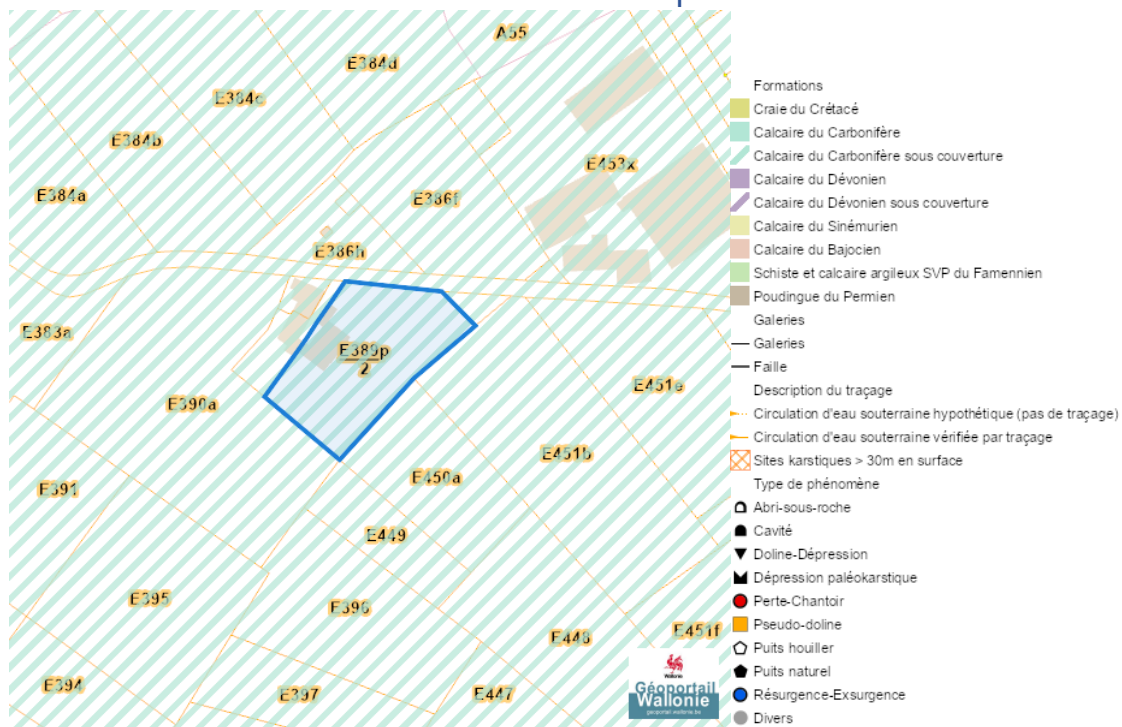 A55
E384d
E384c
E384b
E453x
E384a
E386f
E386h
E383a
E389p
2
E451e
E390a
E451b
E450a
E391
E449
E395
E396
E451f
E448
E394
E397
E447
Wallonie
Géoportail
Wallonie
geoportail.wallonie.be
Formations
Craie du Crétacé
Calcaire du Carbonifère
Calcaire du Carbonifère sous couverture
Calcaire du Dévonien
Calcaire du Dévonien sous couverture
Calcaire du Sinémurien
Calcaire du Bajocien
Schiste et calcaire argileux SVP du Famennien
Poudingue du Permien
Galeries
Galeries
Faille
Description du traçage
Circulation d'eau souterraine hypothétique (pas de traçage)
Circulation d'eau souterraine vérifiée par traçage
Sites karstiques > 30m en surface
Type de phénomène
Abri-sous-roche
Cavité
Doline-Dépression
Dépression paléokarstique
Perte-Chantoir
Pseudo-doline
Puits houiller
Puits naturel
Résurgence-Exsurgence
Divers